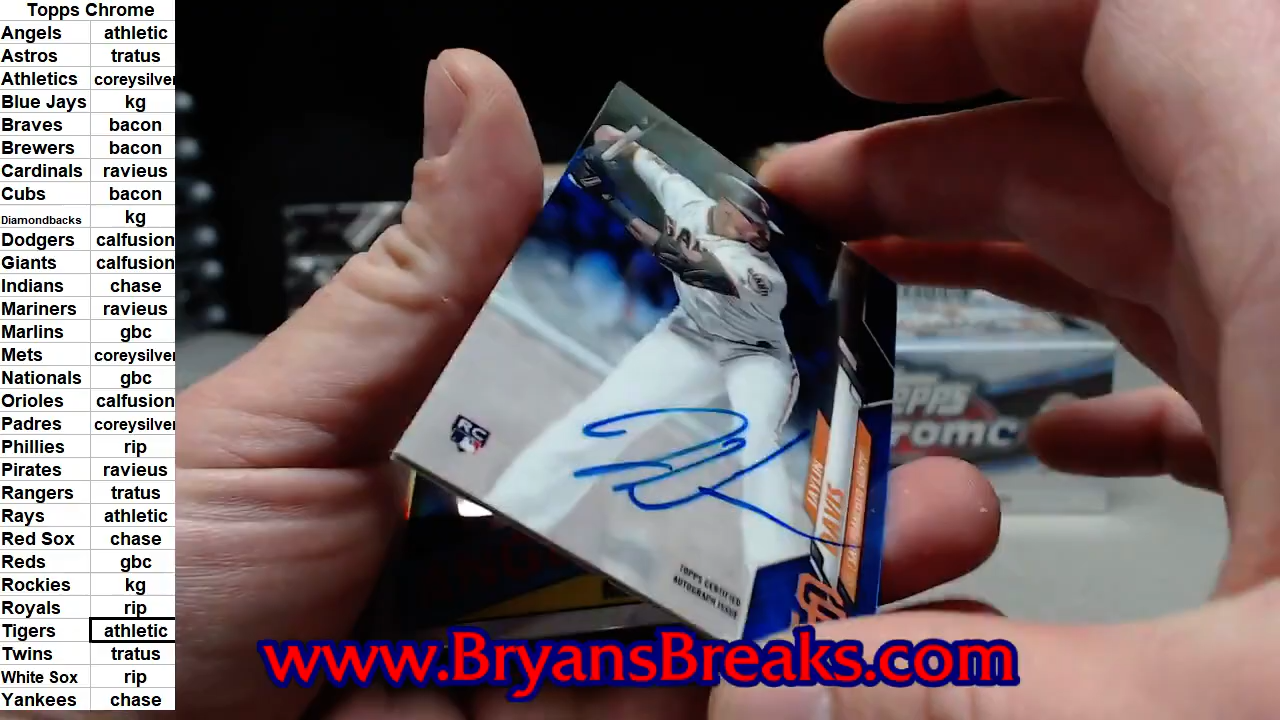 Topps Chrome
Angels athletic
Astros tratus
Athletics coreysilver
Blue Jays kg
Braves bacon
Brewers bacon
Cardinals ravieus
Cubs bacon
Diamondbacks kg
Dodgers calfusion
Giants calfusion
Indians chase
Mariners ravieus
Marlins gbc
Mets coreysilver
Nationals gbc
Orioles calfusion
Padres coreysilver
Phillies rip
Pirates ravieus
Rangers tratus
Rays athletic
Red Sox chase
Reds gbc
Rockies kg
Royals rip
Tigers athletic
Twins tratus
White Sox rip
Yankees chase
RC
JAYLIN
DAVIS
TOPPS CERTIFIED
AUTOGRAPH ISSUE
www.BryansBreaks.com